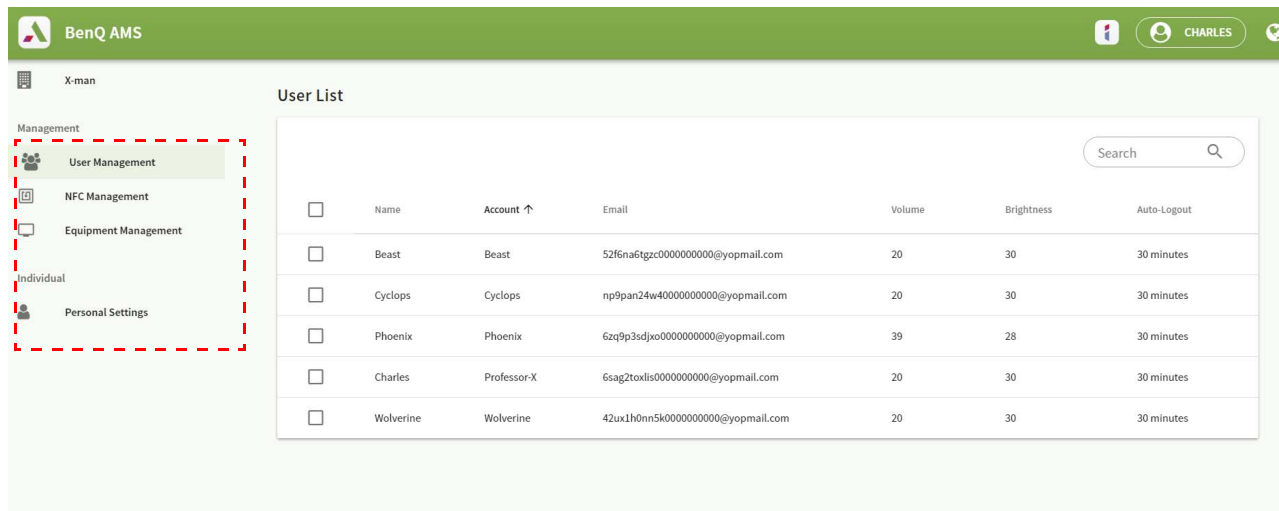 BenQ AMS
CHARLES
X-man
Management
User Management
NFC Management
Equipment Management
Individual
Personal Settings
User List
Search
Name Account ↑ Email Volume Brightness Auto-Logout
Beast Beast 52f6na6tgzc0000000000@yopmail.com 20 30 30 minutes
Cyclops Cyclops np9pan24w40000000000@yopmail.com 20 30 30 minutes
Phoenix Phoenix 6zq9p3sdjxo0000000000@yopmail.com 39 28 30 minutes
Charles Professor-X 6sag2toxlis0000000000@yopmail.com 20 30 30 minutes
Wolverine Wolverine 42ux1h0nn5k0000000000@yopmail.com 20 30 30 minutes